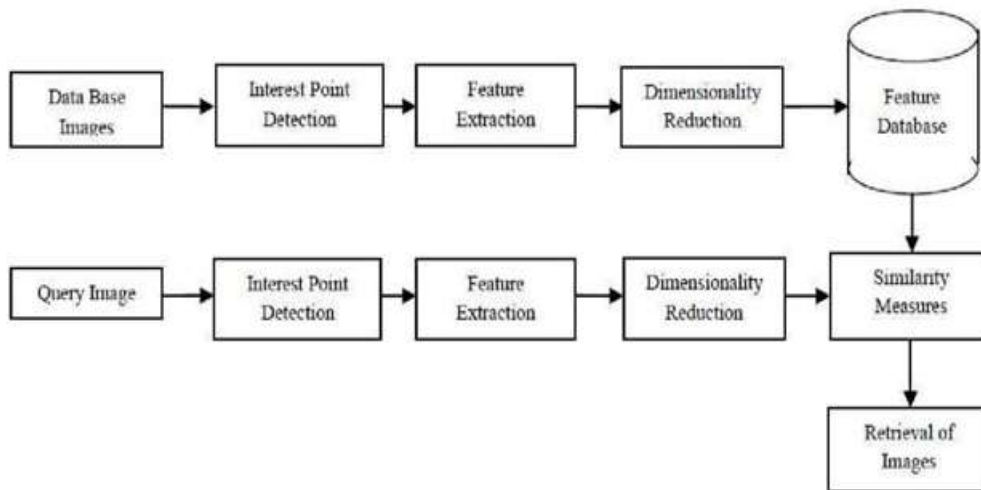 Data Base
Images
Interest Point
Detection
Feature
Extraction
Dimensionality
Reduction
Feature
Database
Query Image
Interest Point
Detection
Feature
Extraction
Dimensionality
Reduction
Similarity
Measures
Retrieval of
Images